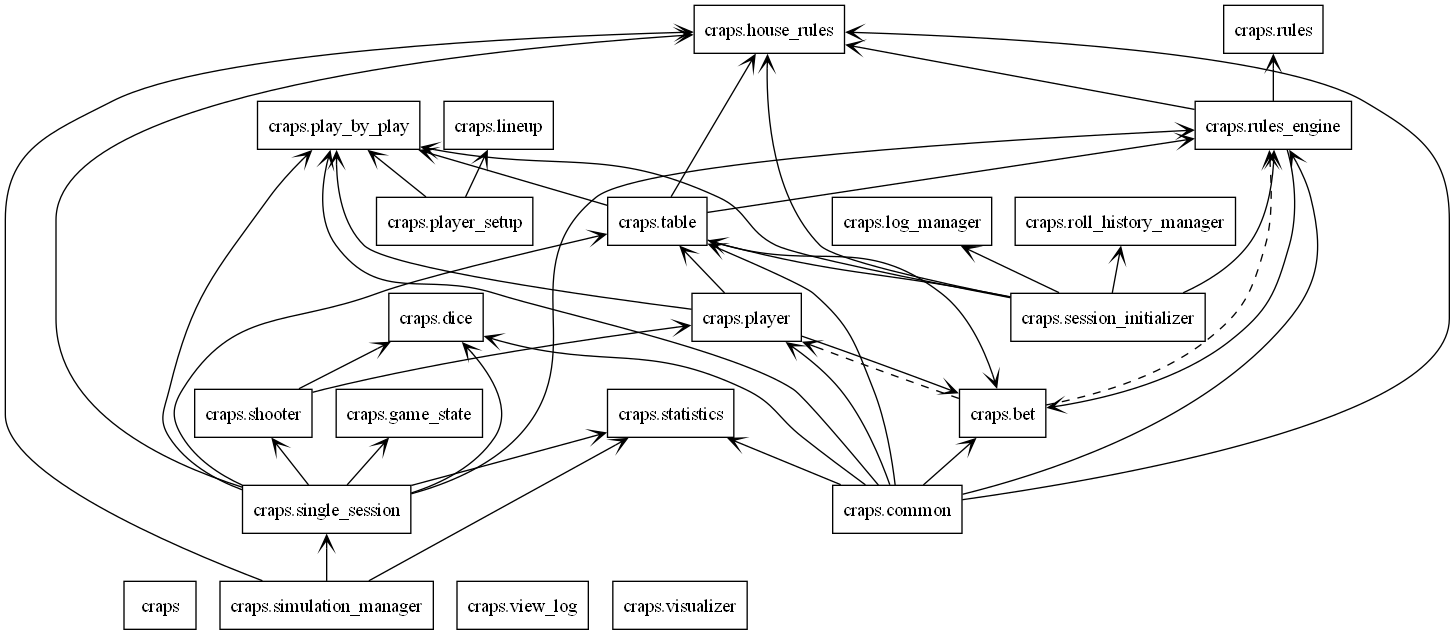 craps.house_rules
craps.rules
craps.play_by_play
craps.lineup
craps.rules_engine
craps.player_setup
craps.table
craps.log_manager
craps.roll_history_manager
craps.dice
craps.player
craps.session_initializer
craps.shooter
craps.game_state
craps.statistics
craps.bet
craps.single_session
craps.common
craps
craps.simulation_manager
craps.view_log
craps.visualizer